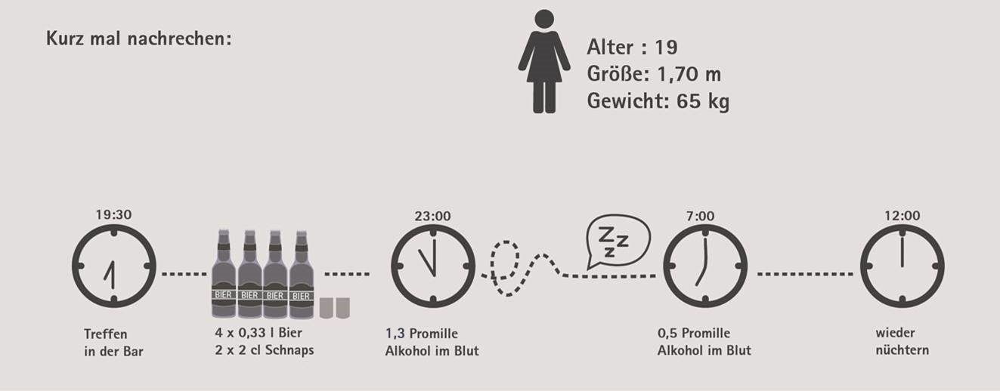 Kurz mal nachrechen:
Alter : 19
Größe: 1,70 m
Gewicht: 65 kg
19:30
23:00
7:00
12:00
Z
Z
Z
BIER
BIER
BIER
BIER
Treffen
in der Bar
4 x 0,33 l Bier
2 x 2 cl Schnaps
1,3 Promille
Alkohol im Blut
0,5 Promille
Alkohol im Blut
wieder
nüchtern